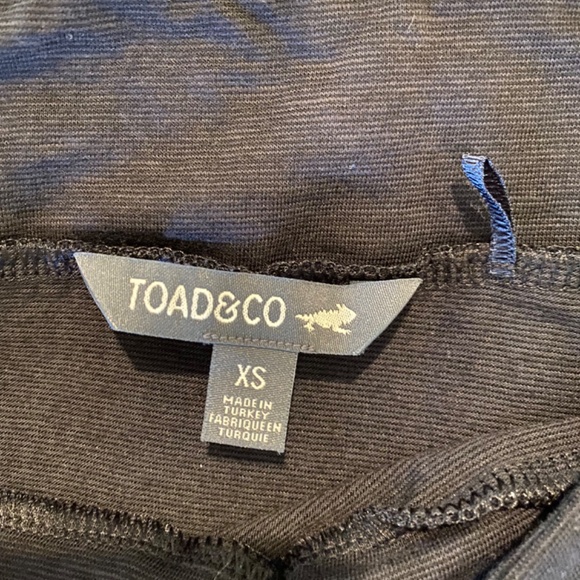 TOAD&CO
XS
MADE IN
TURKEY
FABRIQUEEN
TURQUIE